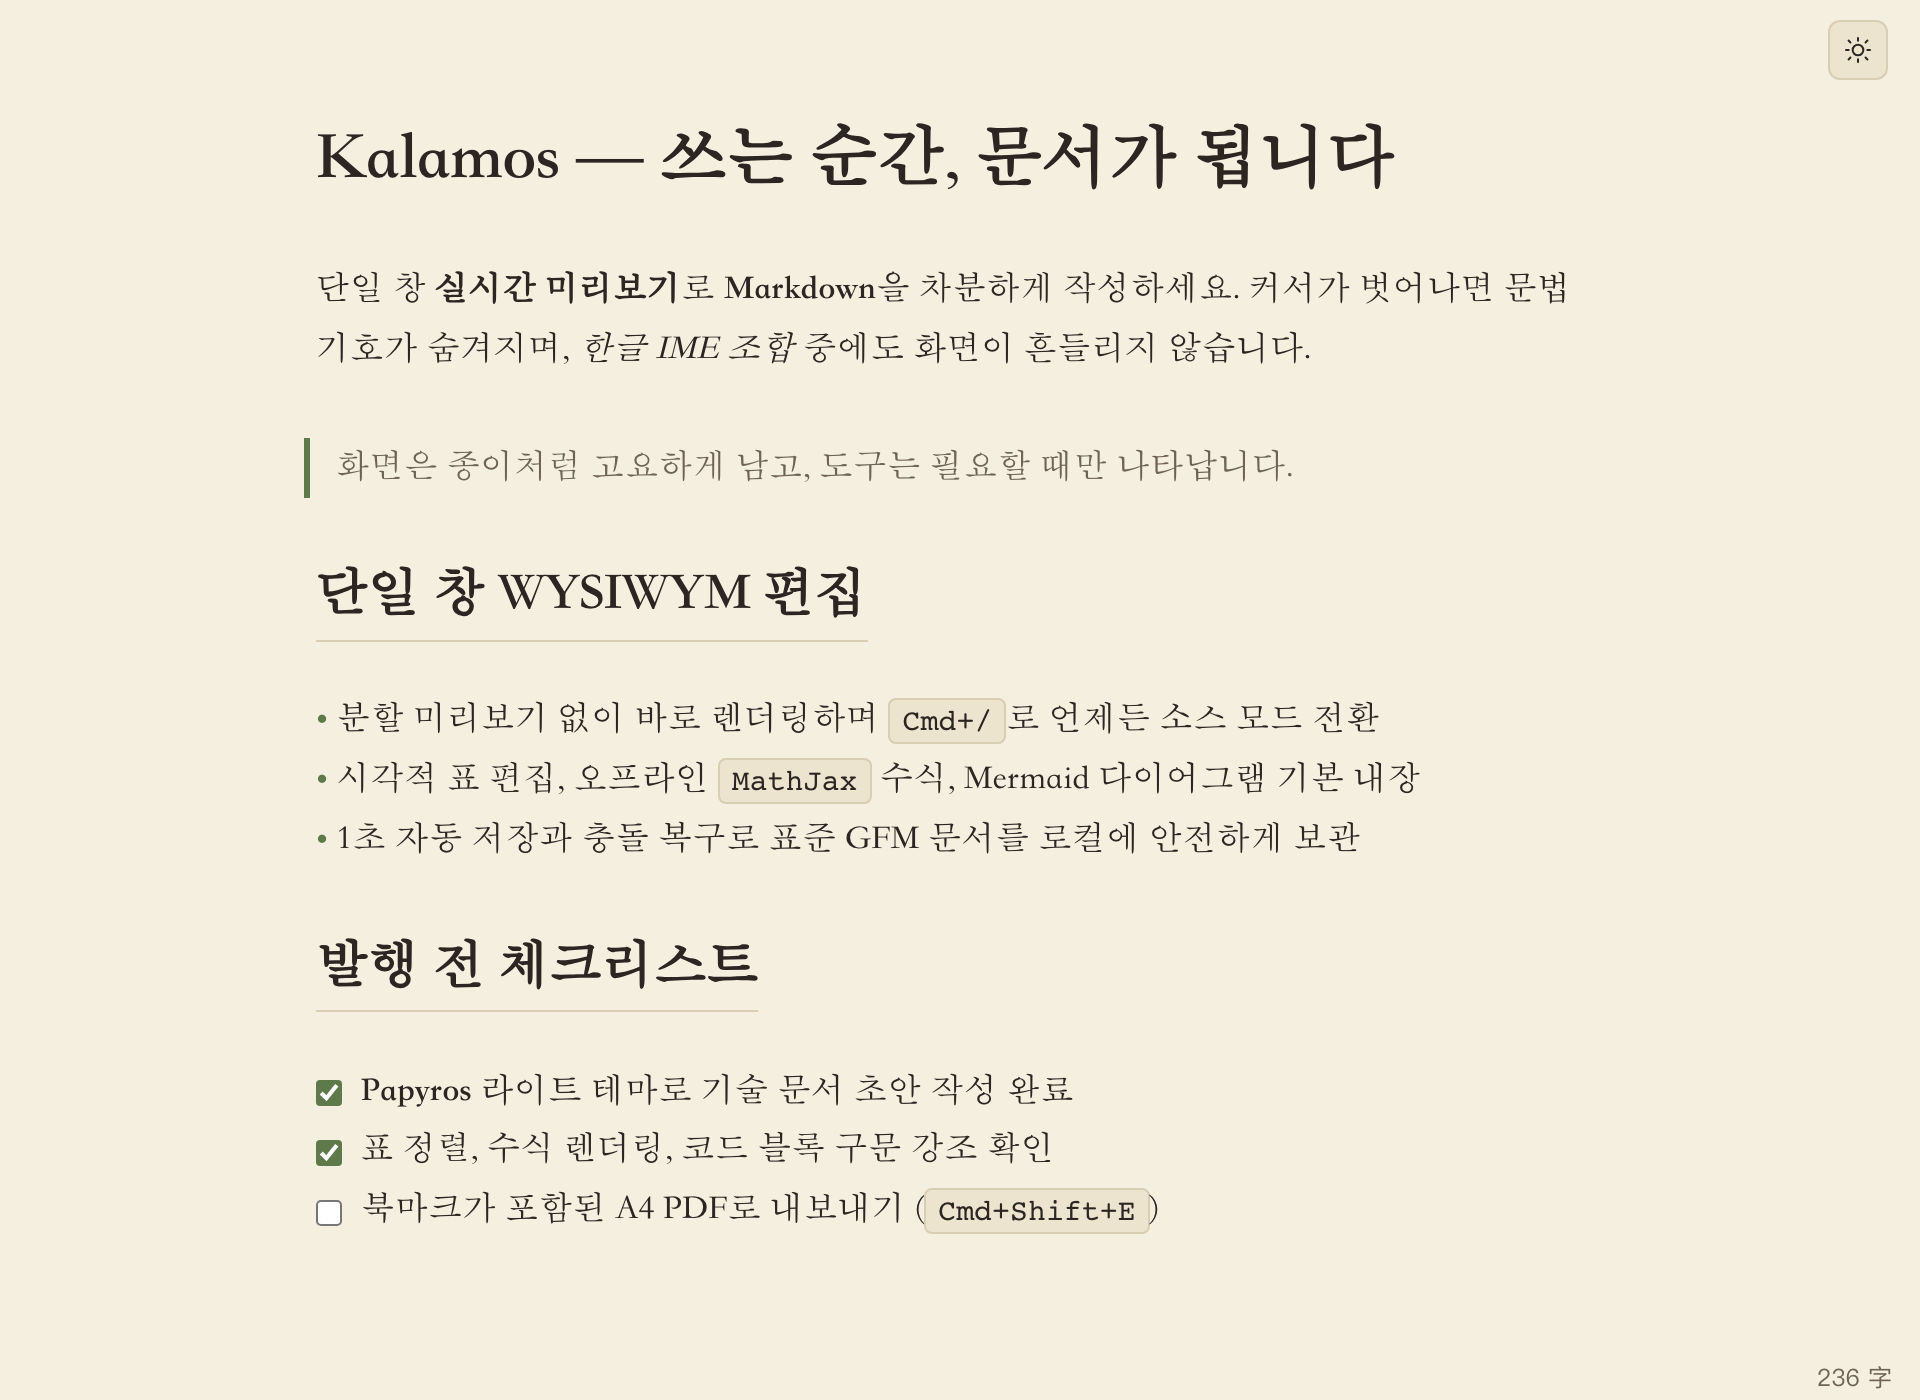 Kalamos — 쓰는 순간, 문서가 됩니다
단일 창 실시간 미리보기로 Markdown을 차분하게 작성하세요. 커서가 벗어나면 문법
기호가 숨겨지며, 한글 IME 조합 중에도 화면이 흔들리지 않습니다.
화면은 종이처럼 고요하게 남고, 도구는 필요할 때만 나타납니다.
단일 창 WYSIWYM 편집
• 분할 미리보기 없이 바로 렌더링하며 Cmd+/로 언제든 소스 모드 전환
• 시각적 표 편집, 오프라인 MathJax 수식, Mermaid 다이어그램 기본 내장
• 1초 자동 저장과 충돌 복구로 표준 GFM 문서를 로컬에 안전하게 보관
발행 전 체크리스트
Papyros 라이트 테마로 기술 문서 초안 작성 완료
표 정렬, 수식 렌더링, 코드 블록 구문 강조 확인
북마크가 포함된 A4 PDF로 내보내기 (Cmd+Shift+E)
236 字